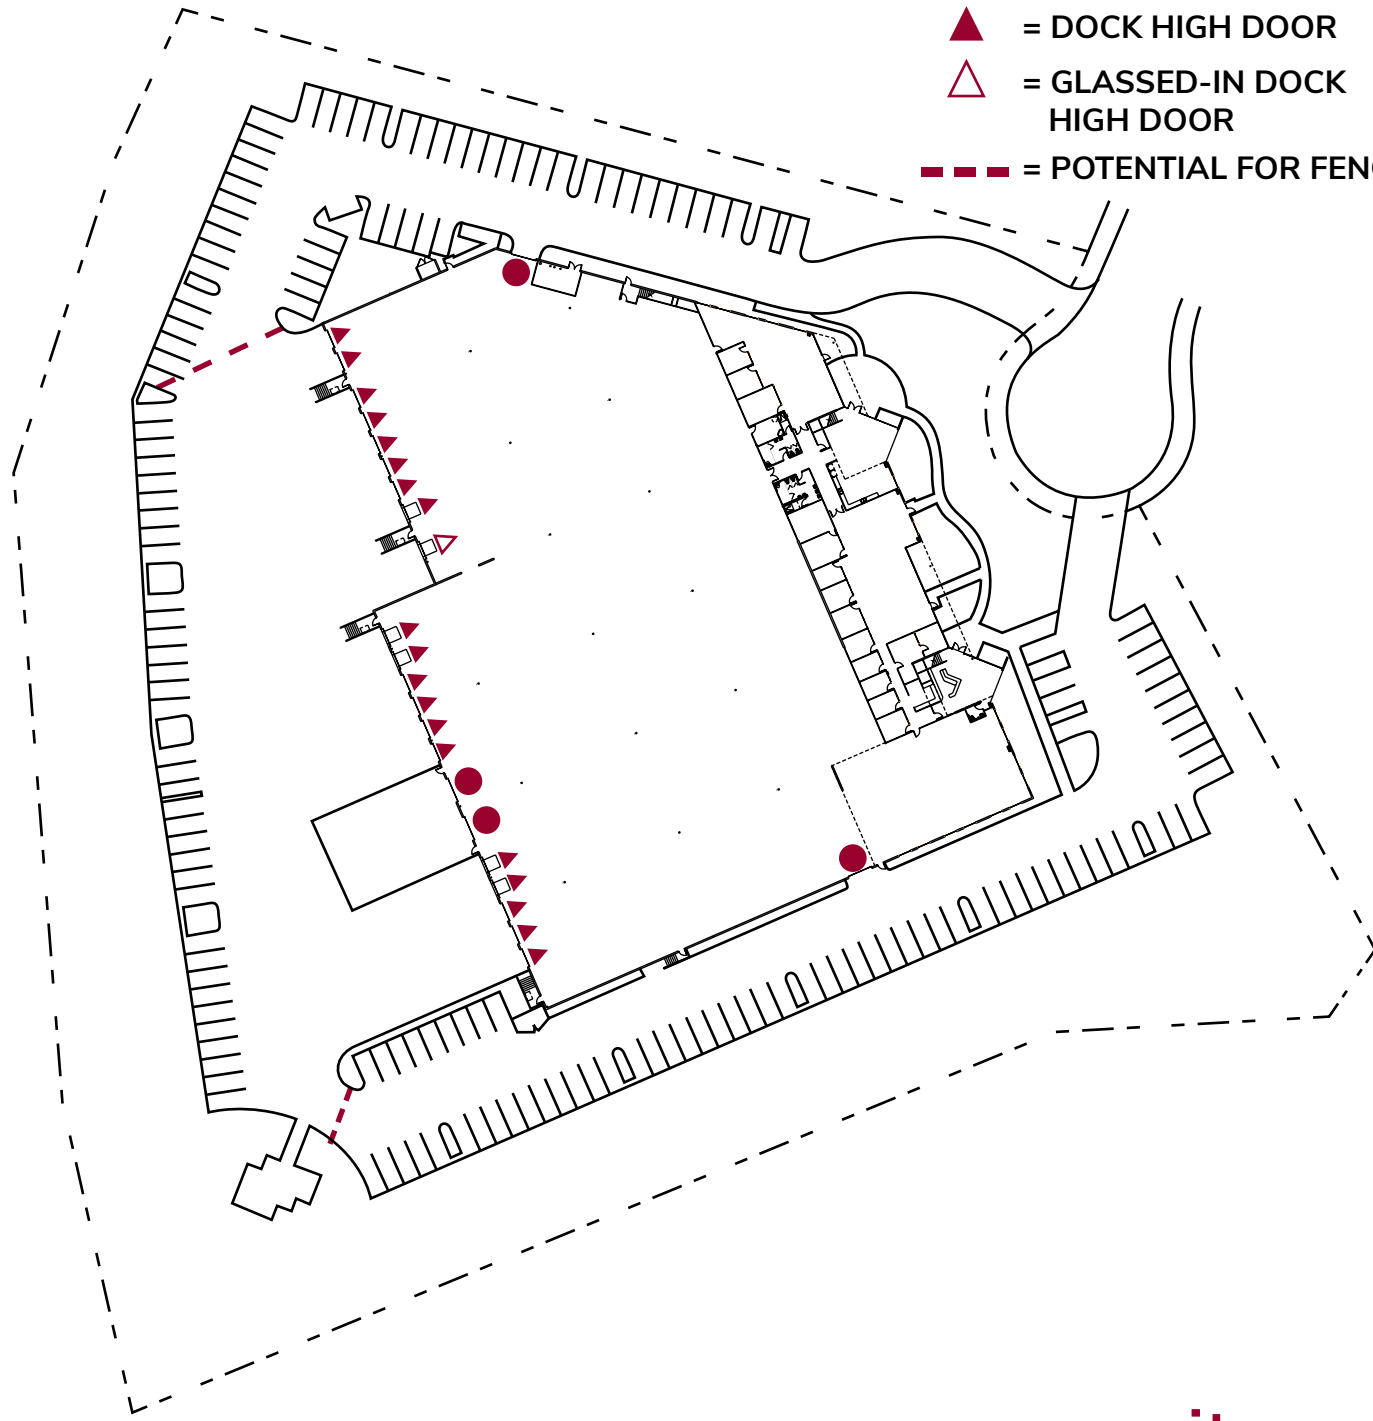 = DOCK HIGH DOOR
= GLASSED-IN DOCK
HIGH DOOR
= POTENTIAL FOR